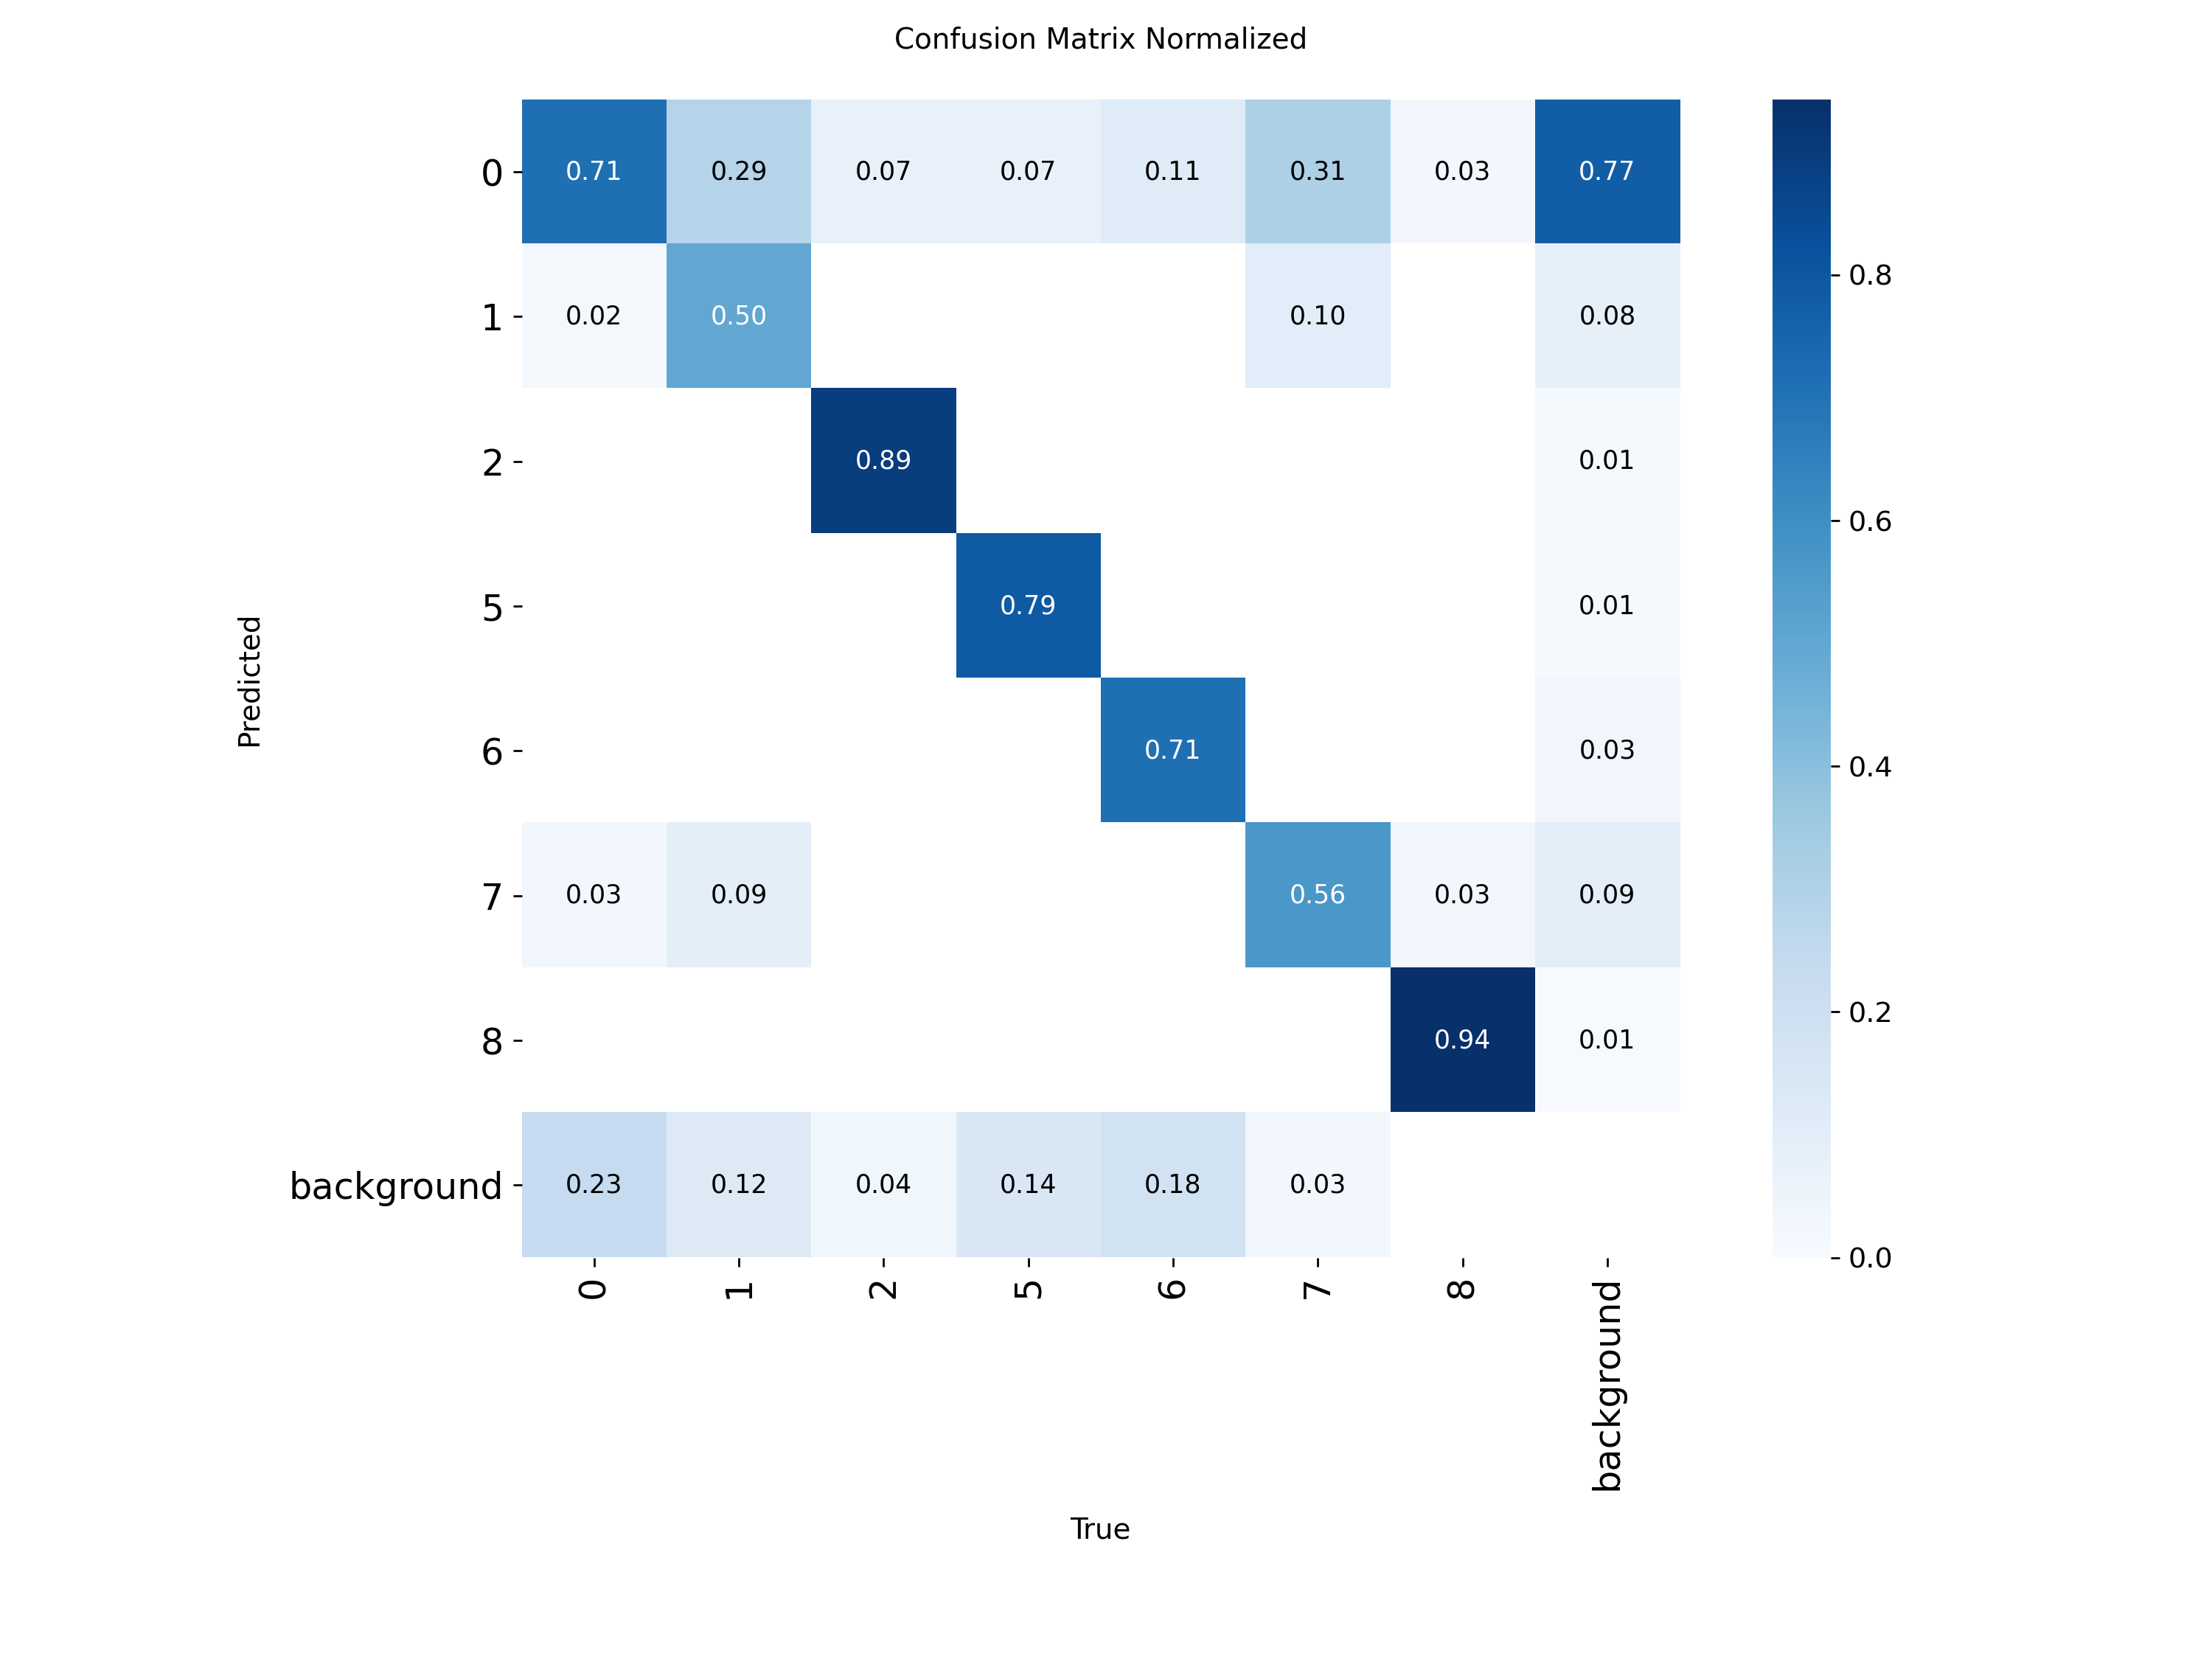 Confusion Matrix Normalized
0 0.71 0.29 0.07 0.07 0.11 0.31 0.03 0.77
1 0.02 0.50 0.10 0.08
2 0.89 0.01
5 0.79 0.01
6 0.71 0.03
7 0.03 0.09 0.56 0.03 0.09
8 0.94 0.01
background 0.23 0.12 0.04 0.14 0.18 0.03
0 1 2 5 6 7 8 background
Predicted
True
0.8
0.6
0.4
0.2
0.0